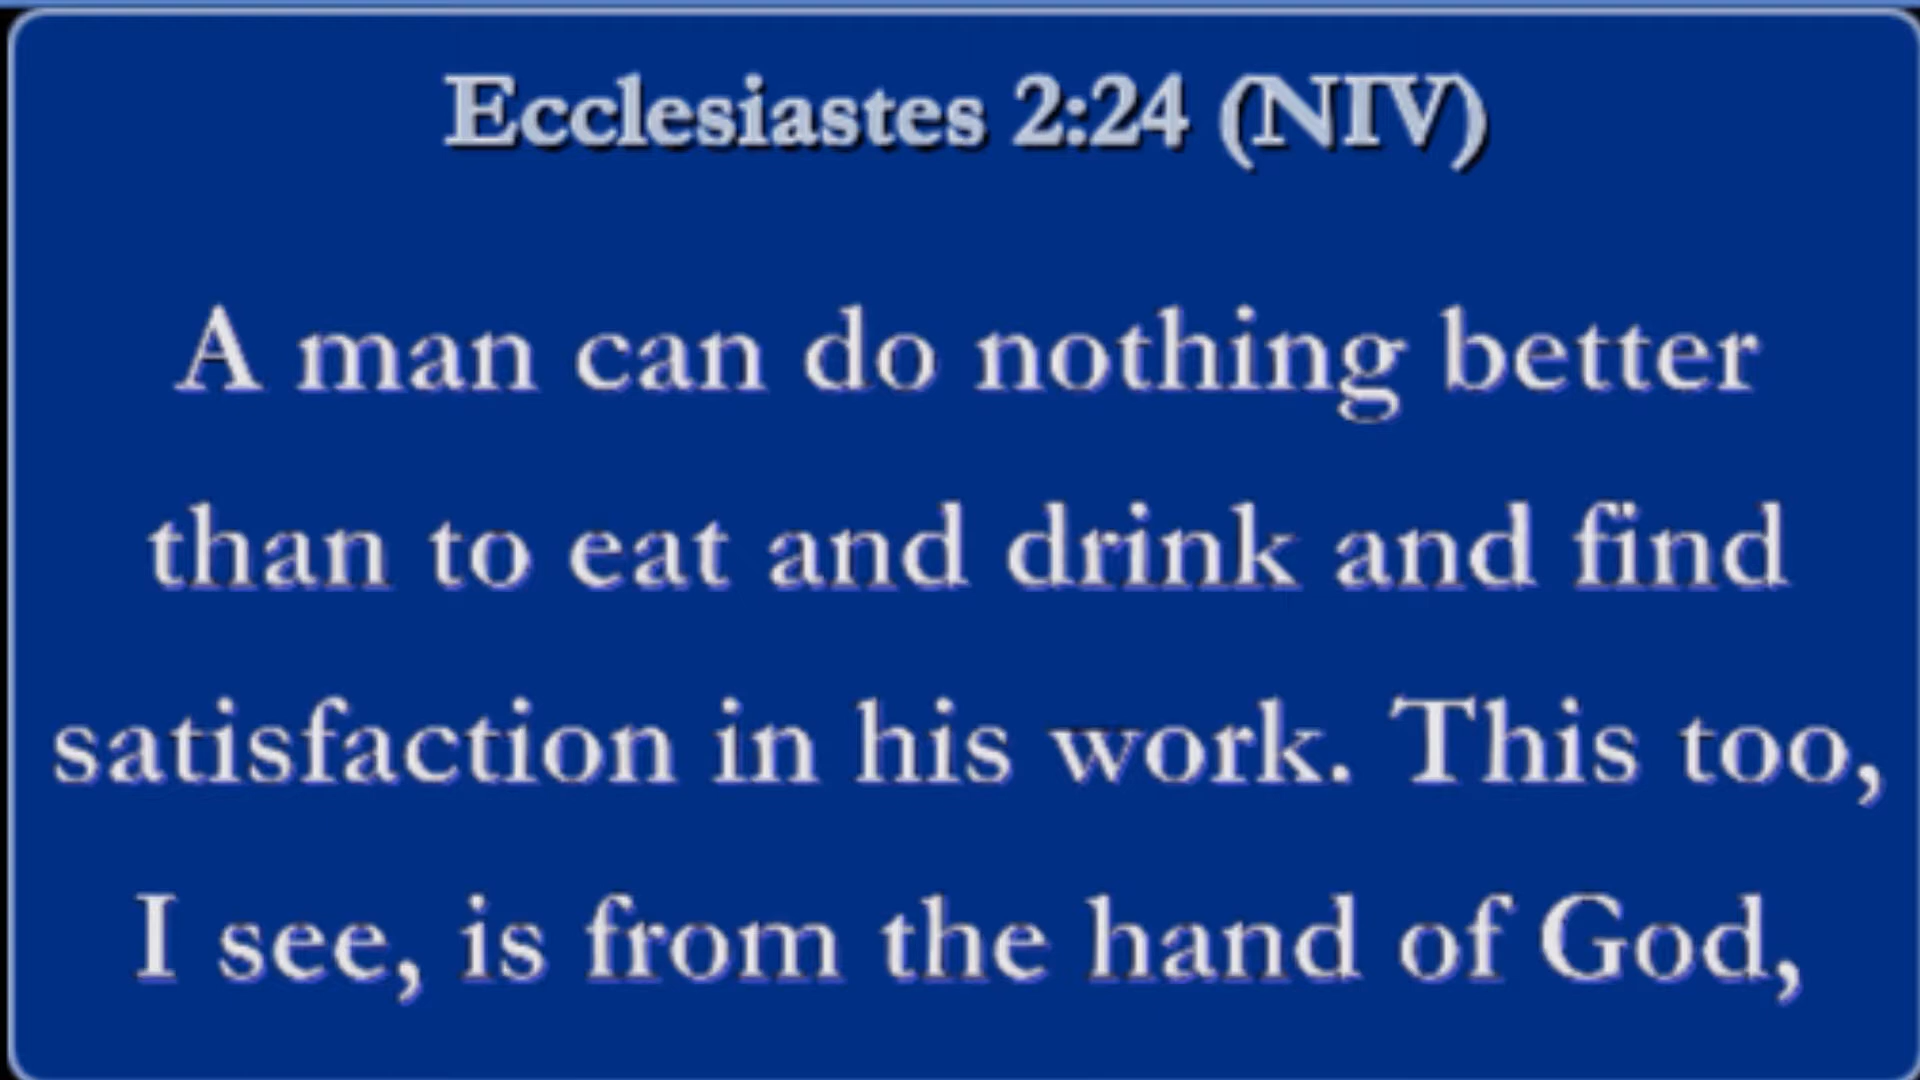 Ecclesiastes 2:24 (NIV)
A man can do nothing better
than to eat and drink and find
satisfaction in his work. This too,
I see, is from the hand of God,